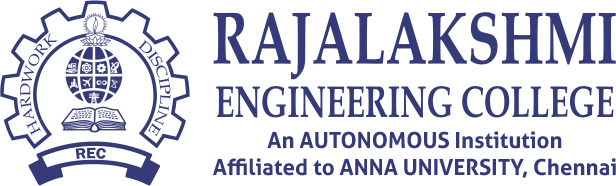 HARDWORK
DISCIPLINE
REC
RAJALAKSHMI
ENGINEERING COLLEGE
An AUTONOMOUS Institution
Affiliated to ANNA UNIVERSITY, Chennai